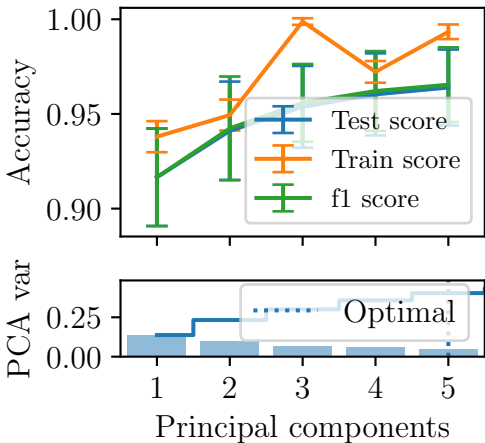 1.00
0.95
0.90
Accuracy
Test score
Train score
f1 score
0.25
0.00
PCA var
Optimal
1 2 3 4 5
Principal components